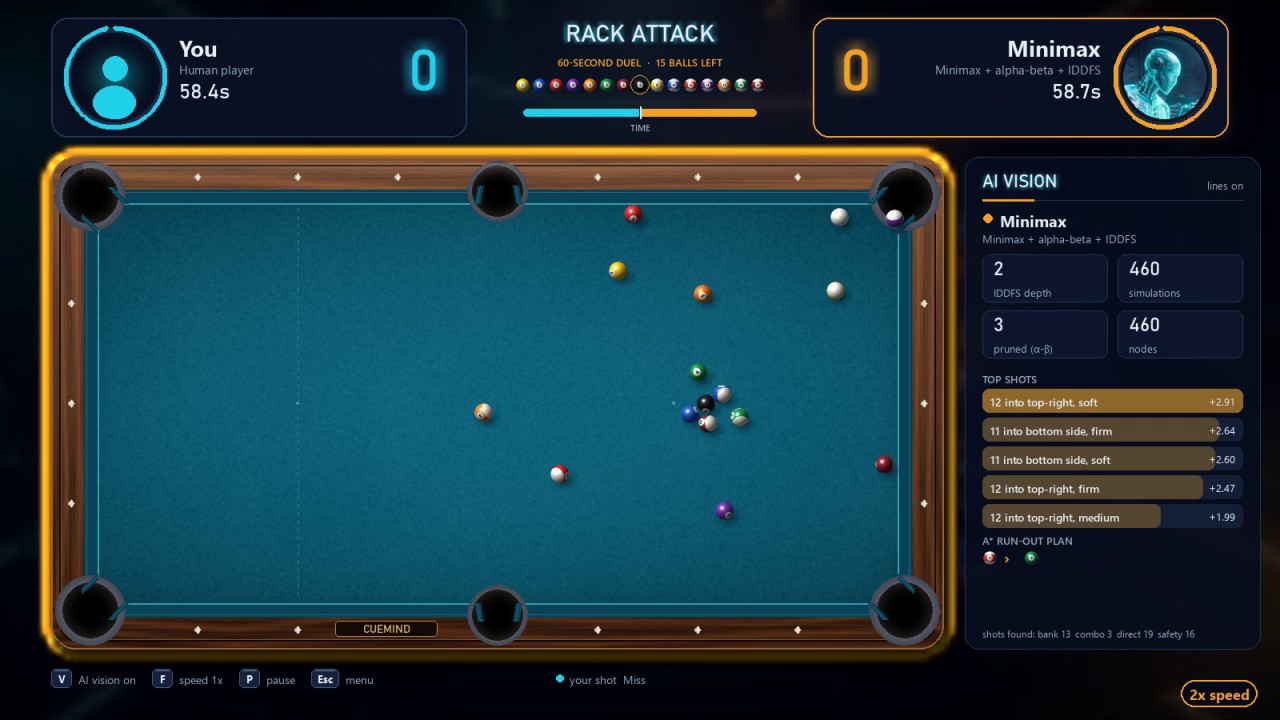 You
Human player
58.4s
0
RACK ATTACK
60-SECOND DUEL · 15 BALLS LEFT
TIME
0
Minimax
Minimax + alpha-beta + IDDFS
58.7s
AI VISION
lines on
Minimax
Minimax + alpha-beta + IDDFS
2
IDDFS depth
460
simulations
3
pruned (α-β)
460
nodes
TOP SHOTS
12 into top-right, soft +2.91
11 into bottom side, firm +2.64
11 into bottom side, soft +2.60
12 into top-right, firm +2.47
12 into top-right, medium +1.99
A* RUN-OUT PLAN
›
shots found: bank 13 combo 3 direct 19 safety 16
CUEMIND
V AI vision on F speed 1x P pause Esc menu
your shot Miss
2x speed